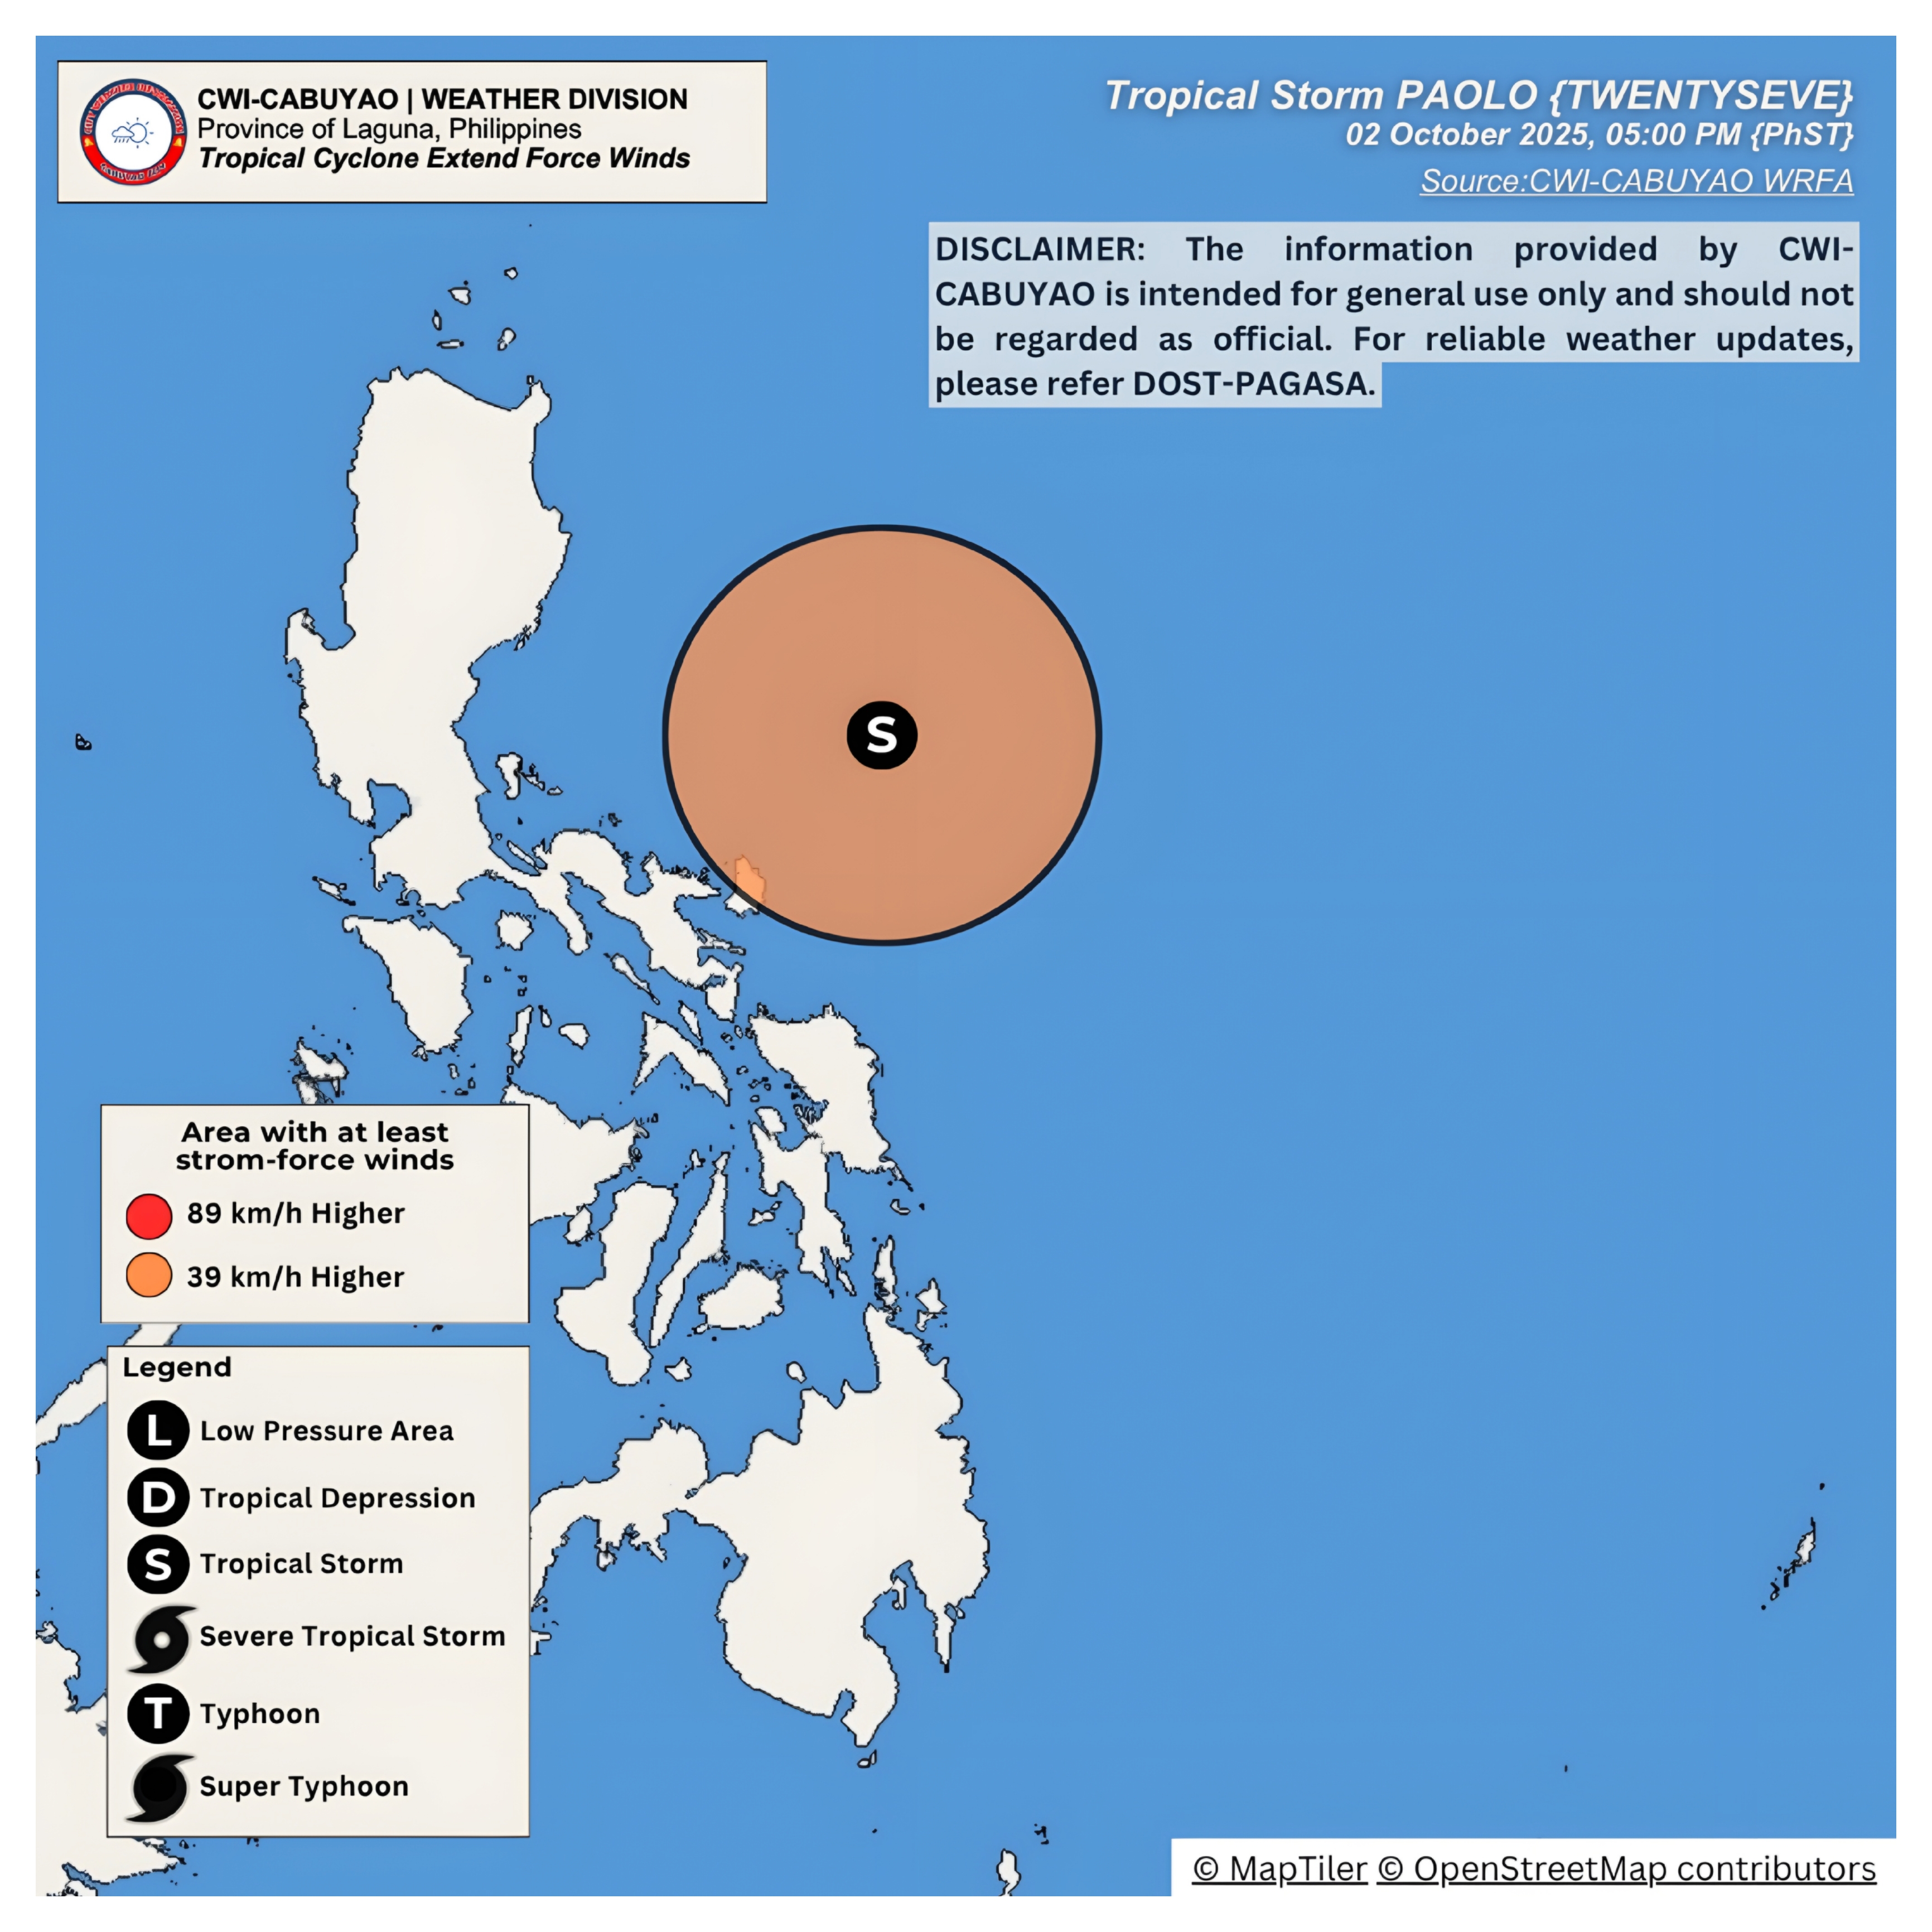 CWI-CABUYAO | WEATHER DIVISION
Province of Laguna, Philippines
Tropical Cyclone Extend Force Winds
Tropical Storm PAOLO {TWENTYSEVE}
02 October 2025, 05:00 PM {PhST}
Source:CWI-CABUYAO WRFA
DISCLAIMER: The information provided by CWI-
CABUYAO is intended for general use only and should not
be regarded as official. For reliable weather updates,
please refer DOST-PAGASA.
S
Area with at least
strom-force winds
89 km/h Higher
39 km/h Higher
Legend
L Low Pressure Area
D Tropical Depression
S Tropical Storm
Severe Tropical Storm
T Typhoon
Super Typhoon
© MapTiler © OpenStreetMap contributors